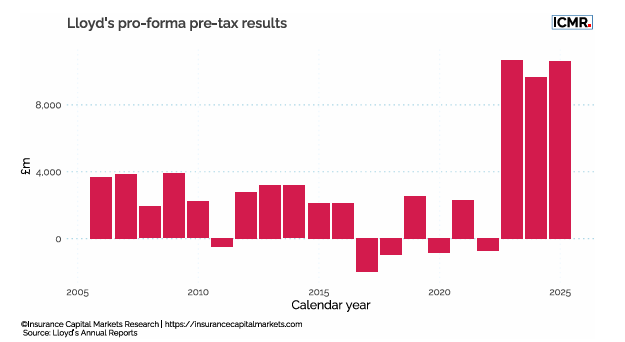 Lloyd's pro-forma pre-tax results
ICMR.
8,000
4,000
0
£m
2005
2010
2015
2020
2025
Calendar year
©Insurance Capital Markets Research | https://insurancecapitalmarkets.com
Source: Lloyd's Annual Reports